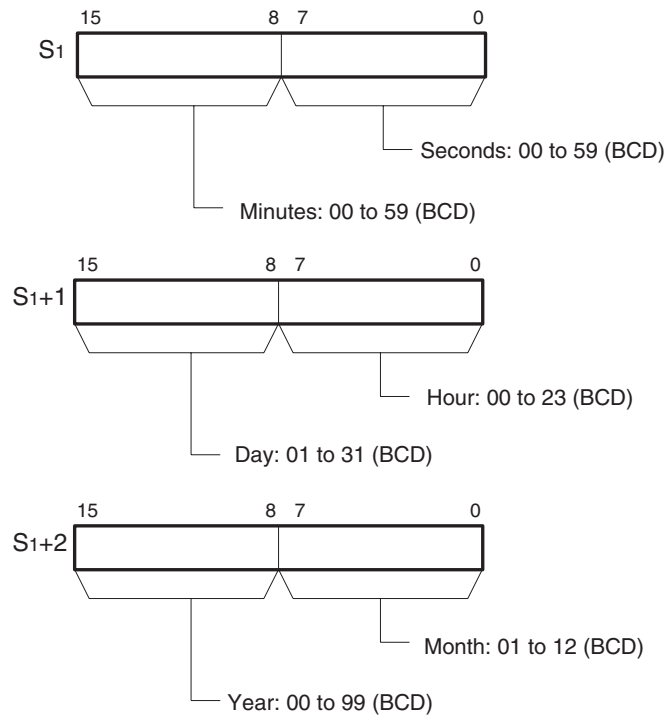 15 8 7 0
S1
Seconds: 00 to 59 (BCD)
Minutes: 00 to 59 (BCD)
15 8 7 0
S1+1
Hour: 00 to 23 (BCD)
Day: 01 to 31 (BCD)
15 8 7 0
S1+2
Month: 01 to 12 (BCD)
Year: 00 to 99 (BCD)